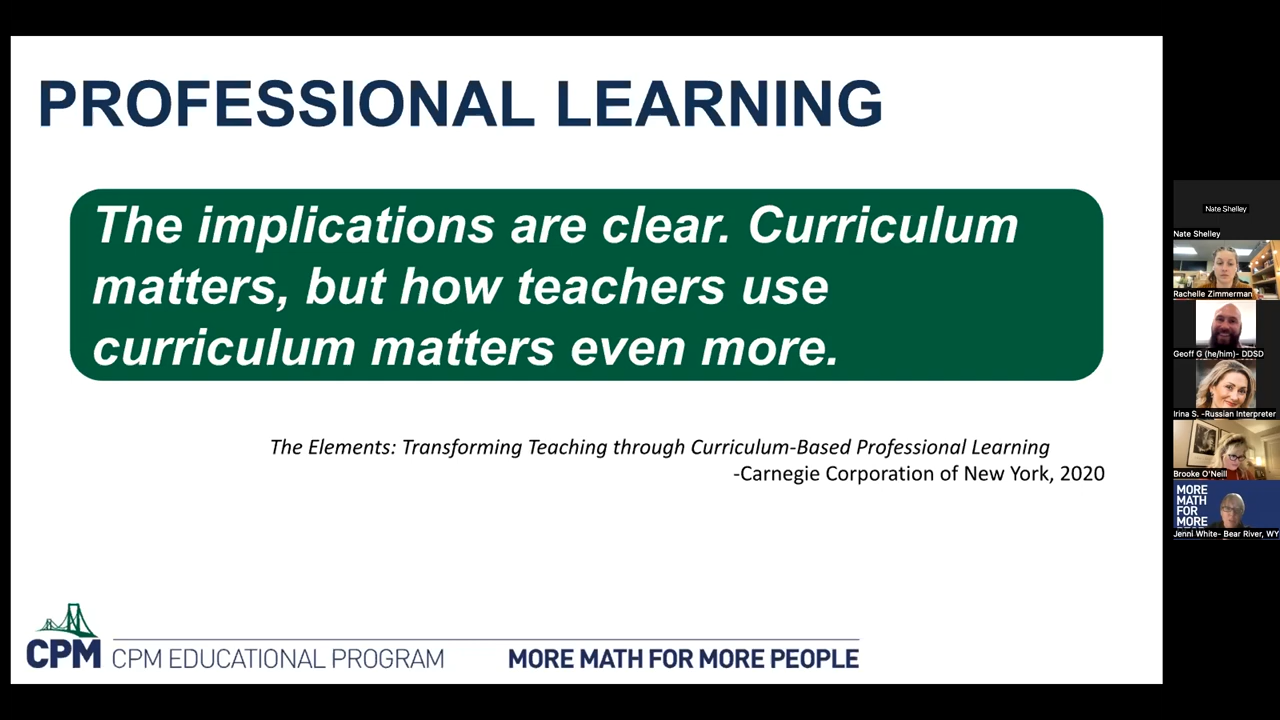 PROFESSIONAL LEARNING
The implications are clear. Curriculum
matters, but how teachers use
curriculum matters even more.
The Elements: Transforming Teaching through Curriculum-Based Professional Learning
-Carnegie Corporation of New York, 2020
CPM
CPM EDUCATIONAL PROGRAM
MORE MATH FOR MORE PEOPLE
Nate Shelley
Nate Shelley
Rachelle Zimmerman
Geoff G (he/him)- DDSD
Irina S. -Russian Interpreter
Brooke O'Neill
MORE
MATH
FOR
MORE
Jenni White- Bear River, WY